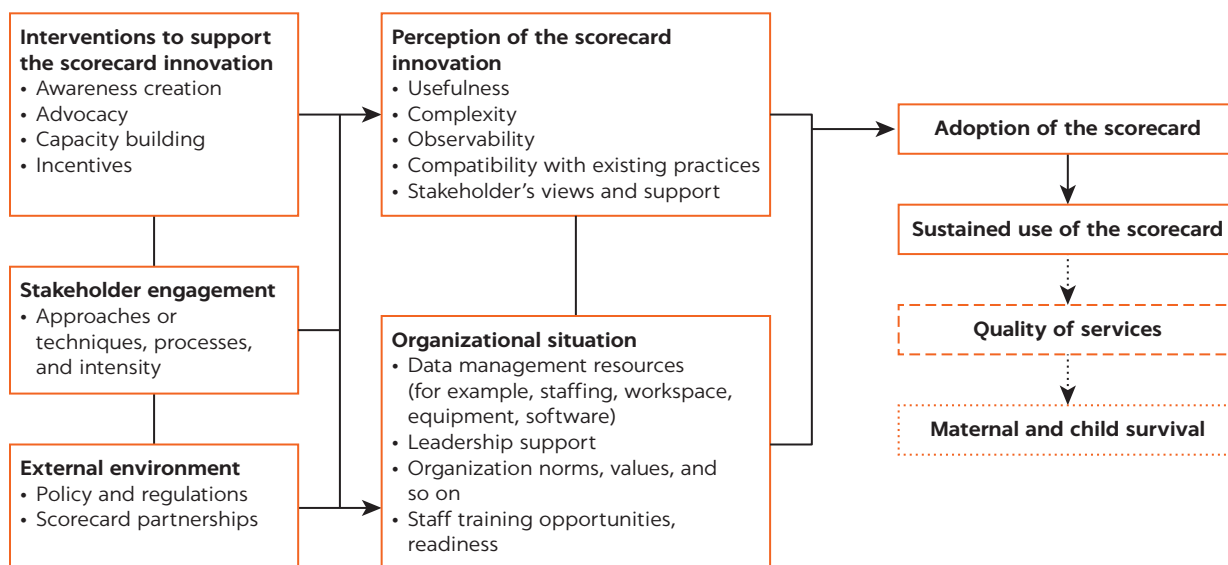 Interventions to support
the scorecard innovation
• Awareness creation
• Advocacy
• Capacity building
• Incentives
Stakeholder engagement
• Approaches or
techniques, processes,
and intensity
External environment
• Policy and regulations
• Scorecard partnerships
Perception of the scorecard
innovation
• Usefulness
• Complexity
• Observability
• Compatibility with existing practices
• Stakeholder’s views and support
Organizational situation
• Data management resources
(for example, staffing, workspace,
equipment, software)
• Leadership support
• Organization norms, values, and
so on
• Staff training opportunities,
readiness
Adoption of the scorecard
Sustained use of the scorecard
Quality of services
Maternal and child survival